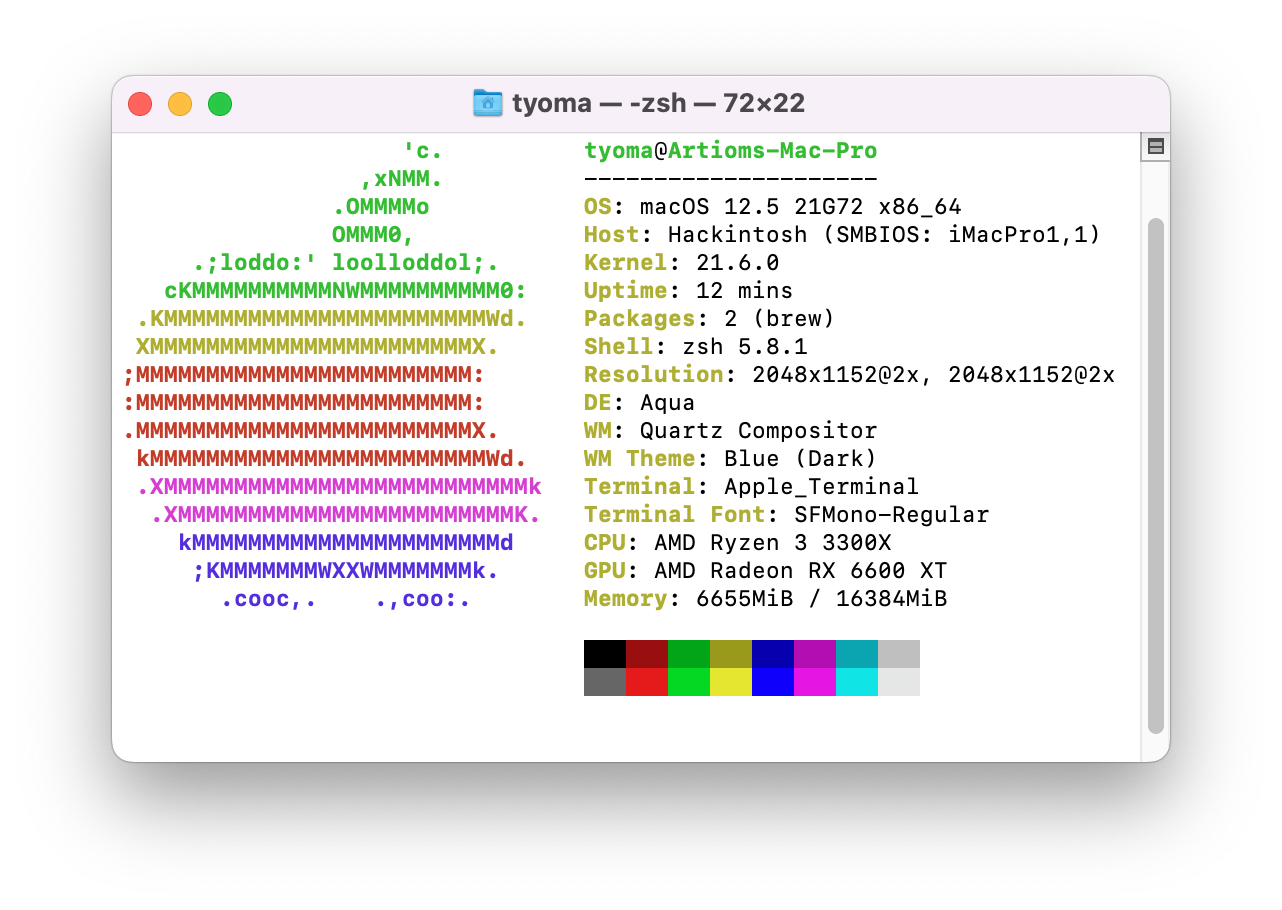 tyoma — -zsh — 72×22
'c.
,xNMM.
.OMMMMo
OMMM0,
.;loddo:' loolloddol;.
cKMMMMMMMMMMNWMMMMMMMMMM0:
.KMMMMMMMMMMMMMMMMMMMMMMMWd.
XMMMMMMMMMMMMMMMMMMMMMMMX.
;MMMMMMMMMMMMMMMMMMMMMMMM:
:MMMMMMMMMMMMMMMMMMMMMMMM:
.MMMMMMMMMMMMMMMMMMMMMMMMX.
kMMMMMMMMMMMMMMMMMMMMMMMMWd.
.XMMMMMMMMMMMMMMMMMMMMMMMMMMk
.XMMMMMMMMMMMMMMMMMMMMMMMMK.
kMMMMMMMMMMMMMMMMMMMMMMd
;KMMMMMMMWXXWMMMMMMMk.
.cooc,. .,coo:.
tyoma@Artioms-Mac-Pro
---------------------
OS: macOS 12.5 21G72 x86_64
Host: Hackintosh (SMBIOS: iMacPro1,1)
Kernel: 21.6.0
Uptime: 12 mins
Packages: 2 (brew)
Shell: zsh 5.8.1
Resolution: 2048x1152@2x, 2048x1152@2x
DE: Aqua
WM: Quartz Compositor
WM Theme: Blue (Dark)
Terminal: Apple_Terminal
Terminal Font: SFMono-Regular
CPU: AMD Ryzen 3 3300X
GPU: AMD Radeon RX 6600 XT
Memory: 6655MiB / 16384MiB